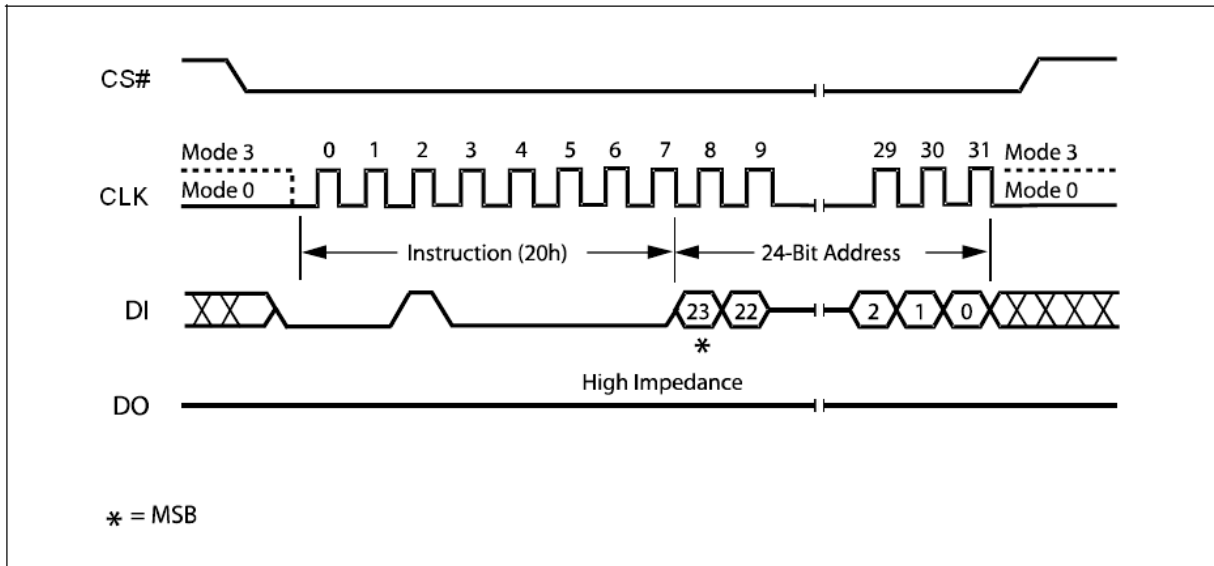 CS#
Mode 3 0 1 2 3 4 5 6 7 8 9 29 30 31 Mode 3
CLK Mode 0 Mode 0
Instruction (20h) 24-Bit Address
DI 23 22 2 1 0
*
High Impedance
DO
* = MSB